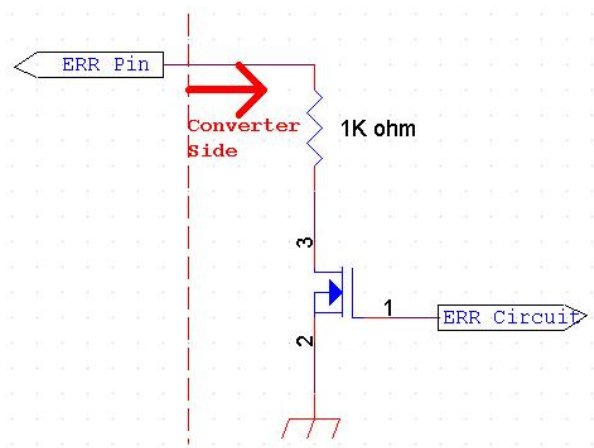 ERR Pin
Converter
Side
1K ohm
3
1
ERR Circuit
2